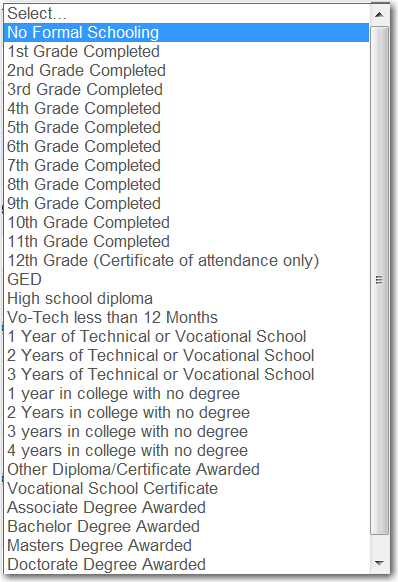 Select...
No Formal Schooling
1st Grade Completed
2nd Grade Completed
3rd Grade Completed
4th Grade Completed
5th Grade Completed
6th Grade Completed
7th Grade Completed
8th Grade Completed
9th Grade Completed
10th Grade Completed
11th Grade Completed
12th Grade (Certificate of attendance only)
GED
High school diploma
Vo-Tech less than 12 Months
1 Year of Technical or Vocational School
2 Years of Technical or Vocational School
3 Years of Technical or Vocational School
1 year in college with no degree
2 Years in college with no degree
3 years in college with no degree
4 years in college with no degree
Other Diploma/Certificate Awarded
Vocational School Certificate
Associate Degree Awarded
Bachelor Degree Awarded
Masters Degree Awarded
Doctorate Degree Awarded